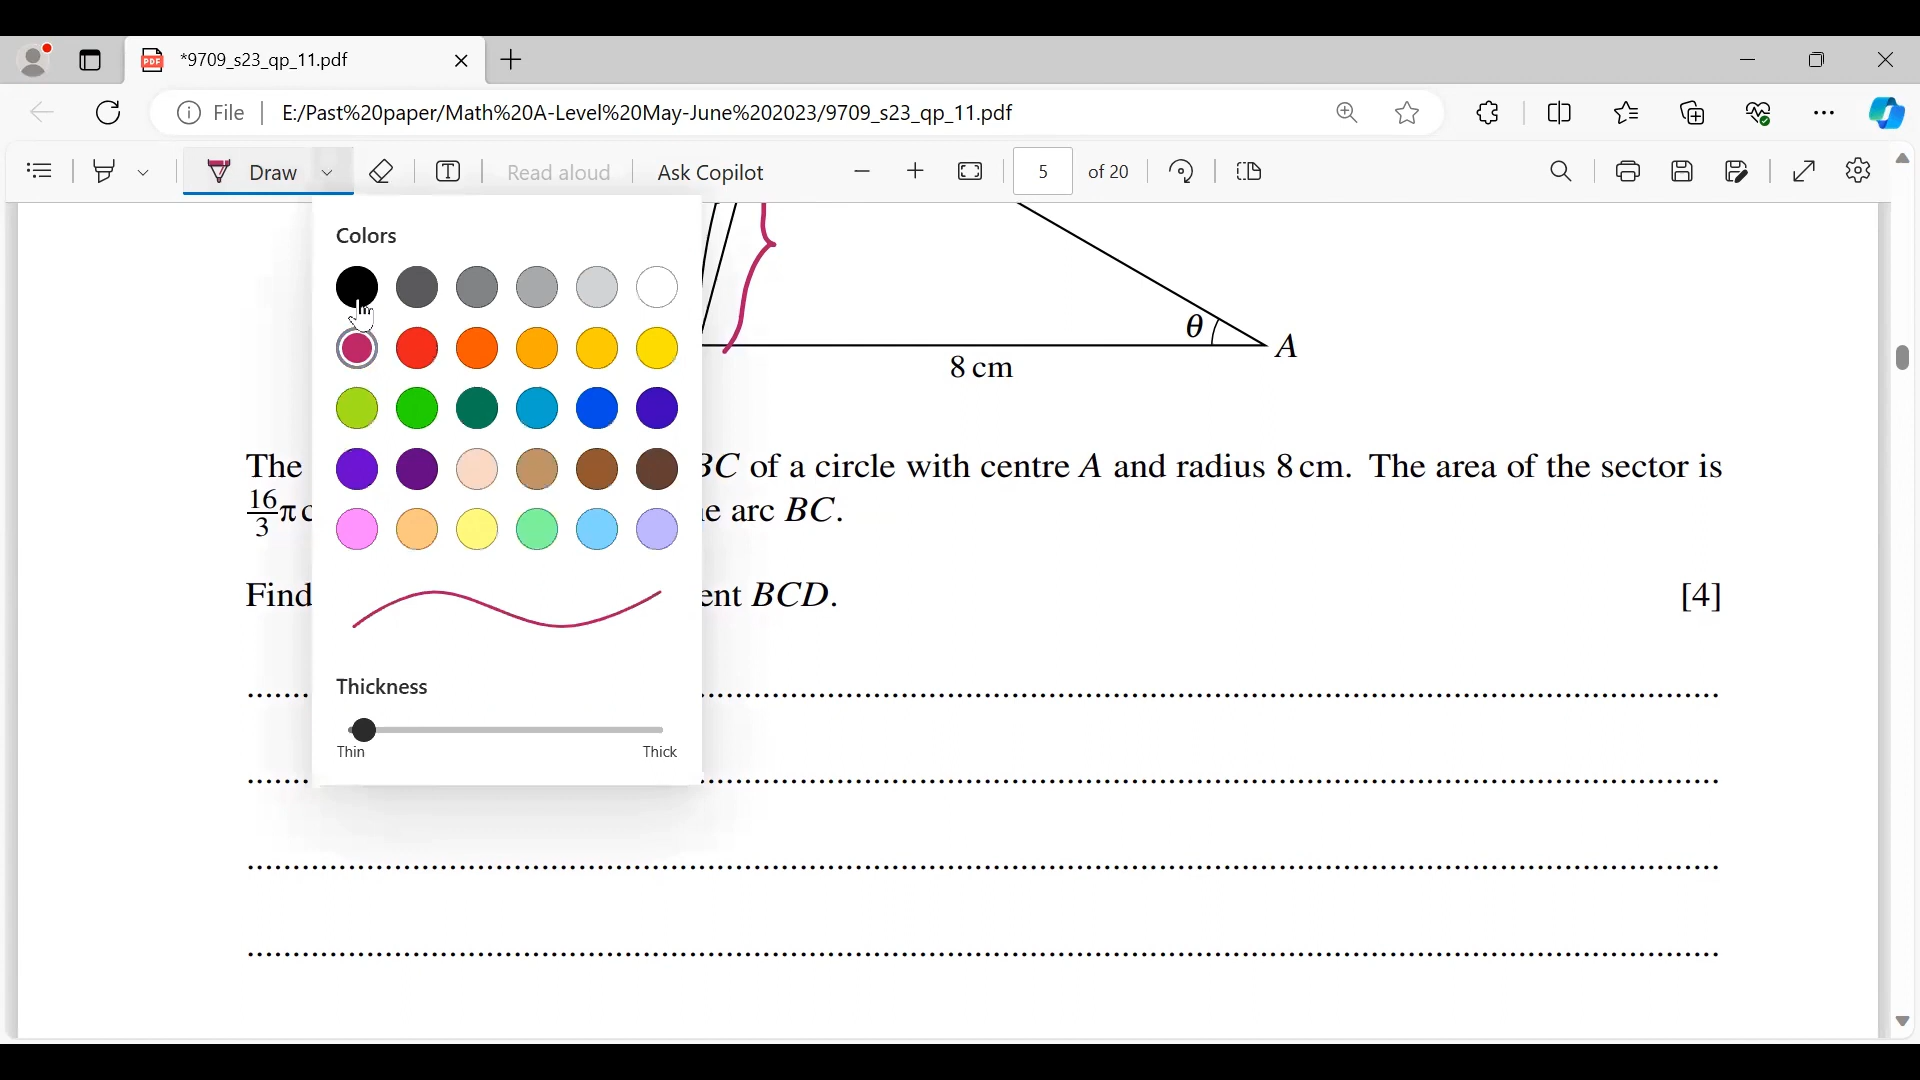 *9709_s23_qp_11.pdf
File
E:/Past%20paper/Math%20A-Level%20May-June%202023/9709_s23_qp_11.pdf
Draw
Read aloud
Ask Copilot
5
of 20
Colors
θ
A
8 cm
The BC of a circle with centre A and radius 8 cm. The area of the sector is
16/3 π arc BC.
Find BCD. [4]
Thickness
Thin
Thick